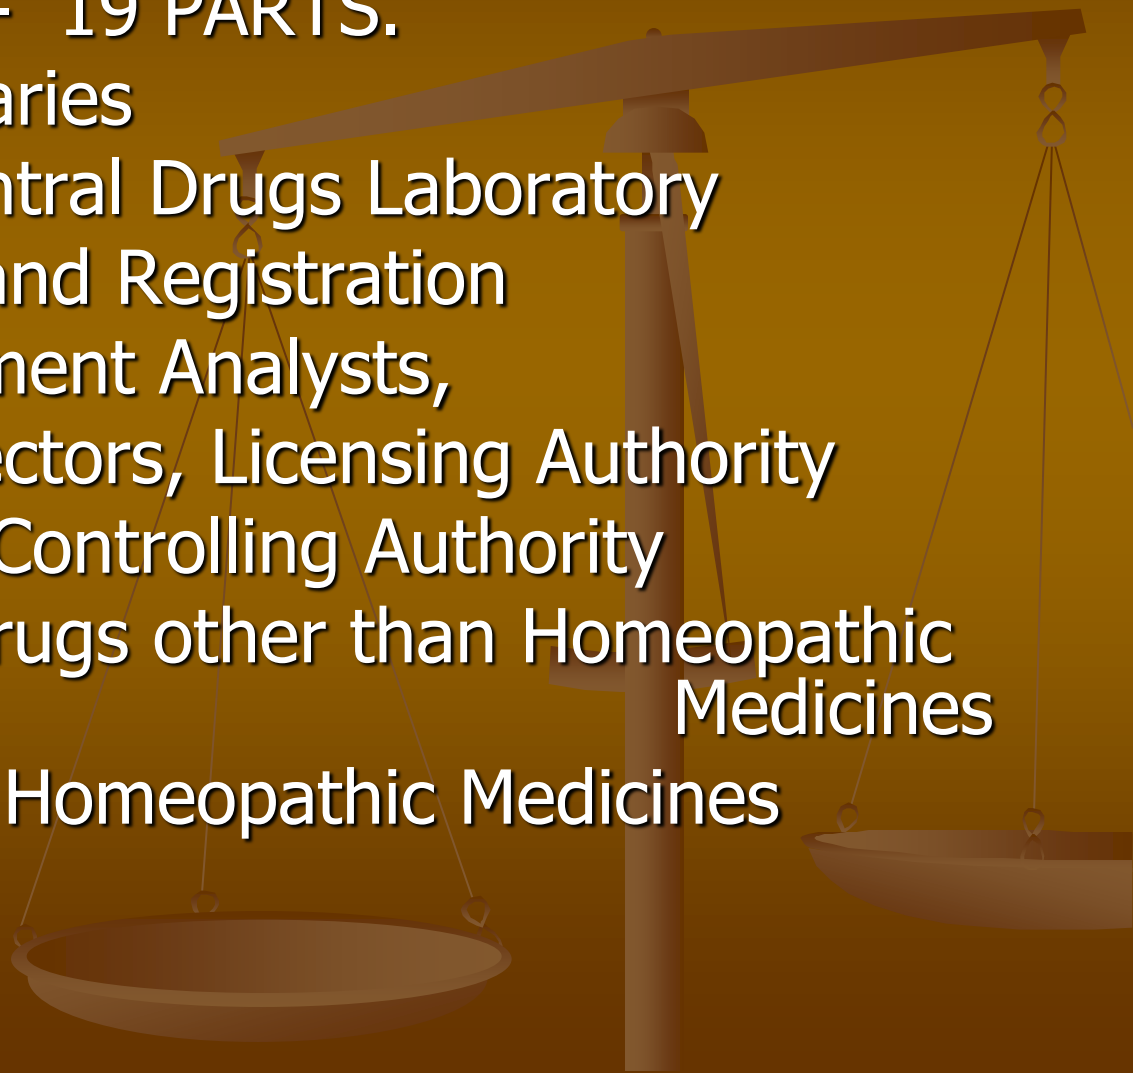 - 19 PARTS.
aries
ntral Drugs Laboratory
and Registration
ment Analysts,
ectors, Licensing Authority
Controlling Authority
rugs other than Homeopathic
Medicines
Homeopathic Medicines